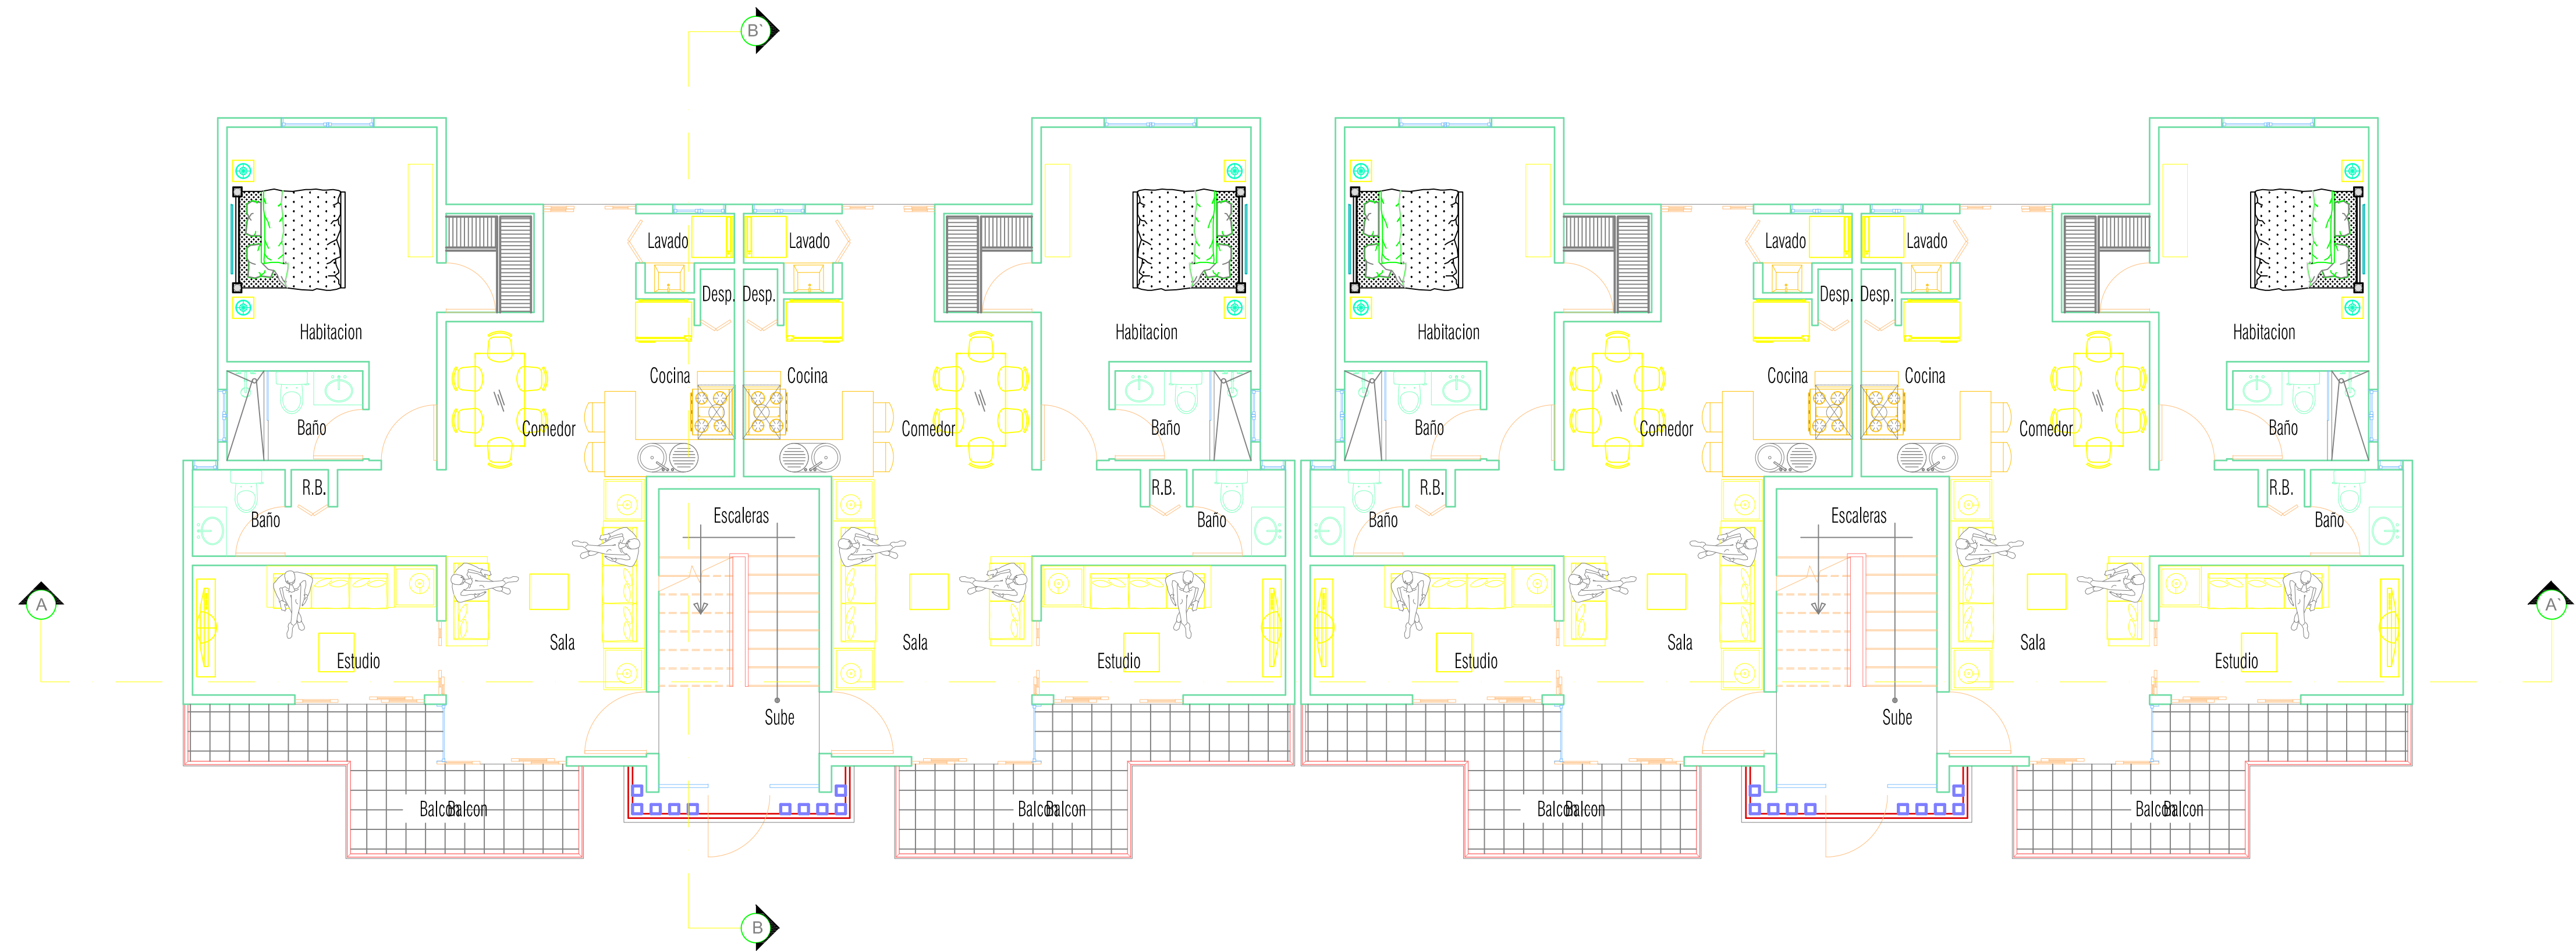 B`
Lavado
Lavado
Lavado
Lavado
Desp.
Desp.
Desp.
Desp.
Habitacion
Habitacion
Habitacion
Habitacion
Cocina
Cocina
Cocina
Cocina
Baño
Comedor
Comedor
Baño
Baño
Comedor
Comedor
Baño
R.B.
R.B.
R.B.
R.B.
Baño
Escaleras
Baño
Baño
Escaleras
Baño
A
A`
Sala
Sala
Sala
Sala
Estudio
Estudio
Estudio
Estudio
Sube
Sube
Balcon
Balcon
Balcon
Balcon
Balcon
Balcon
Balcon
Balcon
B